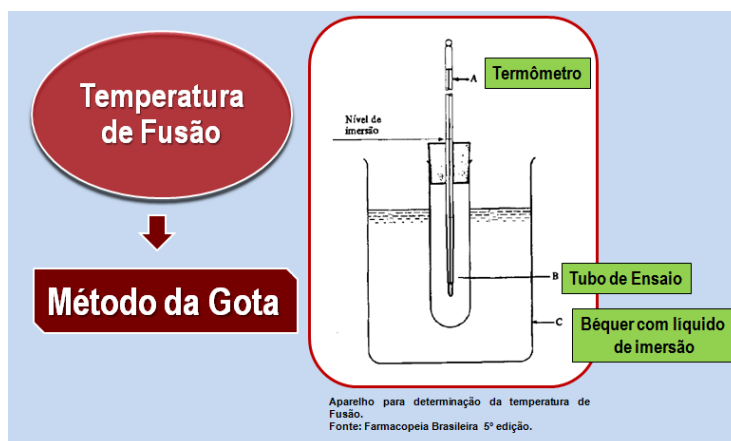 Temperatura
de Fusão
Método da Gota
A
Termômetro
Nível de
imersão
B
Tubo de Ensaio
C
Béquer com líquido
de imersão
Aparelho para determinação da temperatura de
Fusão.
Fonte: Farmacopeia Brasileira 5º edição.